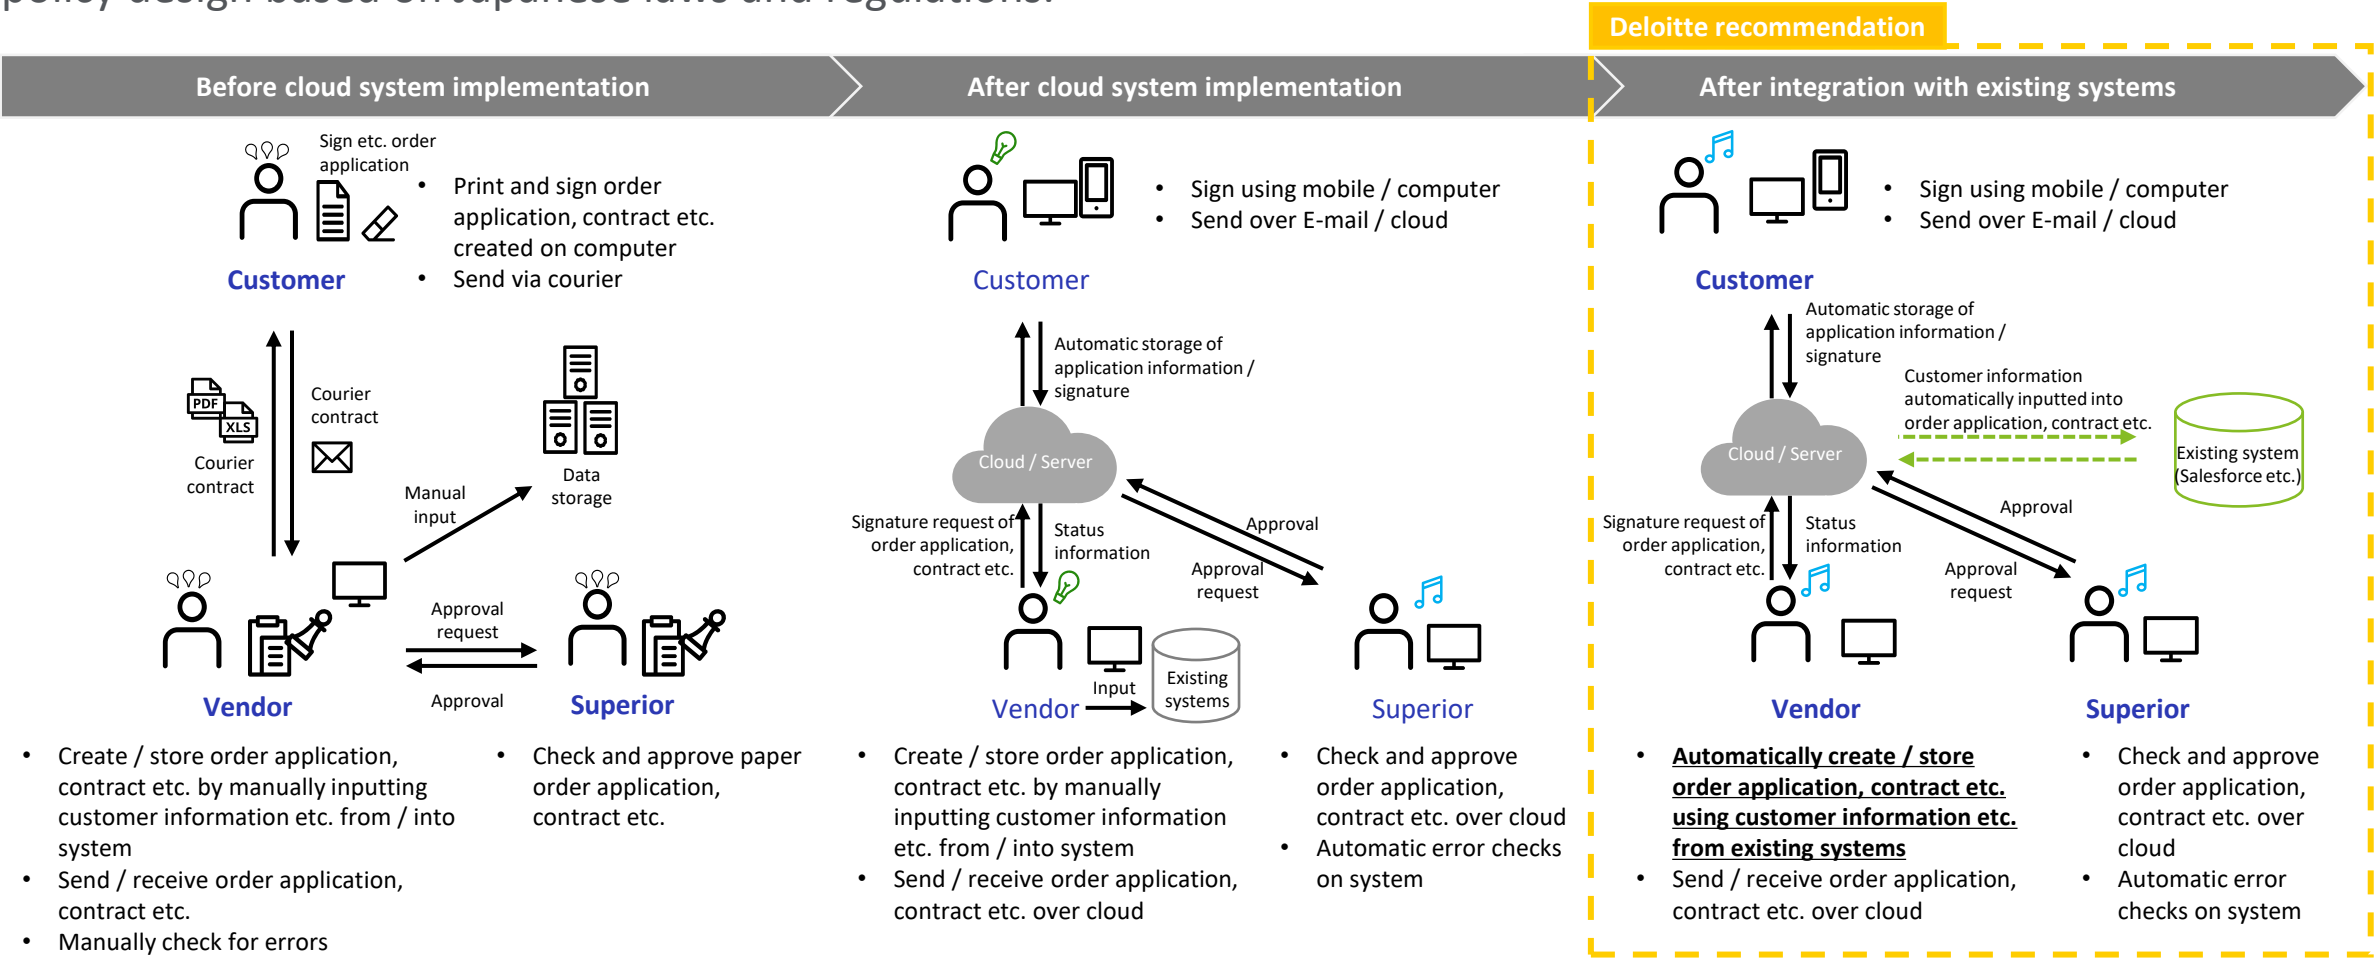 policy design based on Japanese laws and regulations.
Deloitte recommendation
Before cloud system implementation
After cloud system implementation
After integration with existing systems
Sign etc. order
application
• Print and sign order
application, contract etc.
created on computer
• Send via courier
Customer
PDF
XLS
Courier
contract
Courier
contract
Manual
input
Data
storage
Approval
request
Approval
Vendor
Superior
• Create / store order application,
contract etc. by manually inputting
customer information etc. from / into
system
• Send / receive order application,
contract etc.
• Manually check for errors
• Check and approve paper
order application,
contract etc.
• Sign using mobile / computer
• Send over E-mail / cloud
Customer
Automatic storage of
application information /
signature
Cloud / Server
Signature request of
order application,
contract etc.
Status
information
Approval
Approval
request
Input
Existing
systems
Vendor
Superior
• Create / store order application,
contract etc. by manually
inputting customer information
etc. from / into system
• Send / receive order application,
contract etc. over cloud
• Check and approve
order application,
contract etc. over cloud
• Automatic error checks
on system
• Sign using mobile / computer
• Send over E-mail / cloud
Customer
Automatic storage of
application information /
signature
Customer information
automatically inputted into
order application, contract etc.
Cloud / Server
Existing system
(Salesforce etc.)
Signature request of
order application,
contract etc.
Status
information
Approval
Approval
request
Vendor
Superior
• Automatically create / store
order application, contract etc.
using customer information etc.
from existing systems
• Send / receive order application,
contract etc. over cloud
• Check and approve
order application,
contract etc. over
cloud
• Automatic error
checks on system